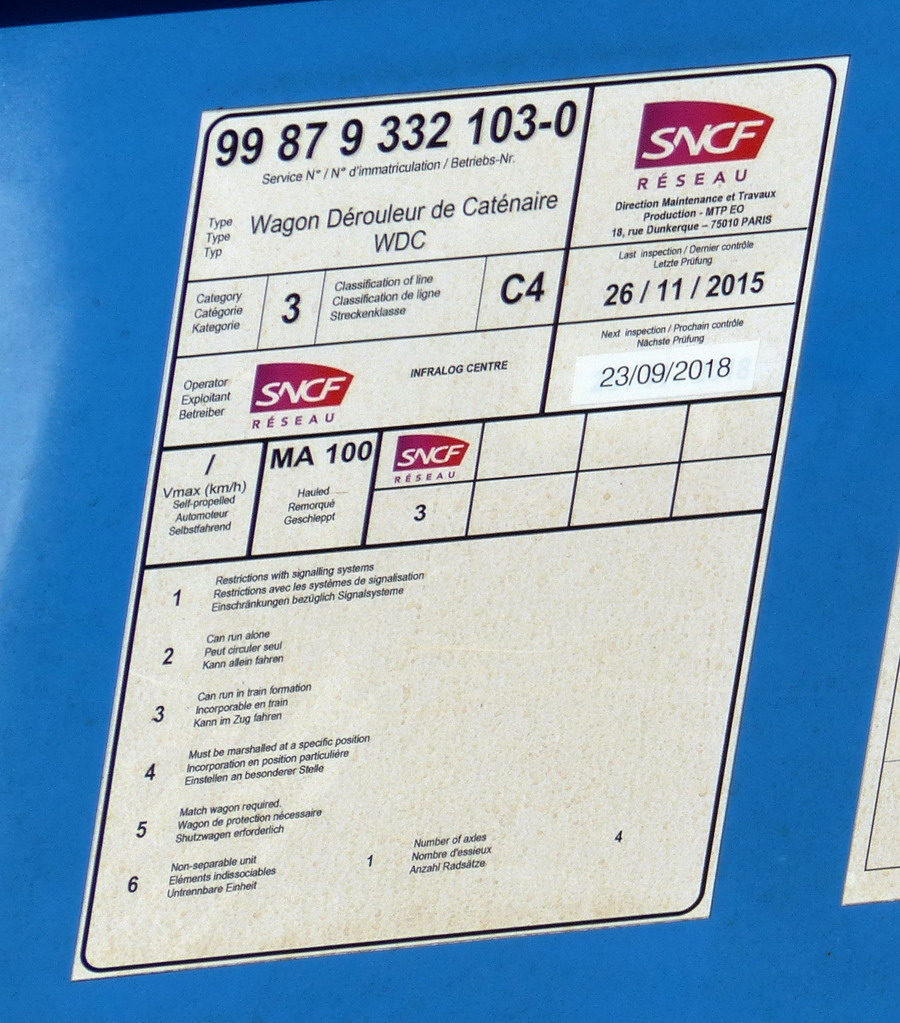 99 87 9 332 103-0
Service N° / N° d'immatriculation / Betriebs-Nr.
Type
Type
Typ
Wagon Dérouleur de Caténaire
WDC
SNCF
RÉSEAU
Direction Maintenance et Travaux
Production - MTP EO
18, rue Dunkerque – 75010 PARIS
Category
Catégorie
Kategorie
3
Classification of line
Classification de ligne
Streckenklasse
C4
Last inspection / Dernier contrôle
Letzte Prüfung
26 / 11 / 2015
Next inspection / Prochain contrôle
Nächste Prüfung
23/09/2018
Operator
Exploitant
Betreiber
SNCF
RÉSEAU
INFRALOG CENTRE
/
Vmax (km/h)
Self-propelled
Automoteur
Selbstfahrend
MA 100
Hauled
Remorqué
Geschleppt
SNCF
RÉSEAU
3
1
Restrictions with signalling systems
Restrictions avec les systèmes de signalisation
Einschränkungen bezüglich Signalsysteme
2
Can run alone
Peut circuler seul
Kann allein fahren
3
Can run in train formation
Incorporable en train
Kann im Zug fahren
4
Must be marshalled at a specific position
Incorporation en position particulière
Einstellen an besonderer Stelle
5
Match wagon required.
Wagon de protection nécessaire
Shutzwagen erforderlich
6
Non-separable unit
Eléments indissociables
Untrennbare Einheit
1
Number of axles
Nombre d'essieux
Anzahl Radsätze
4